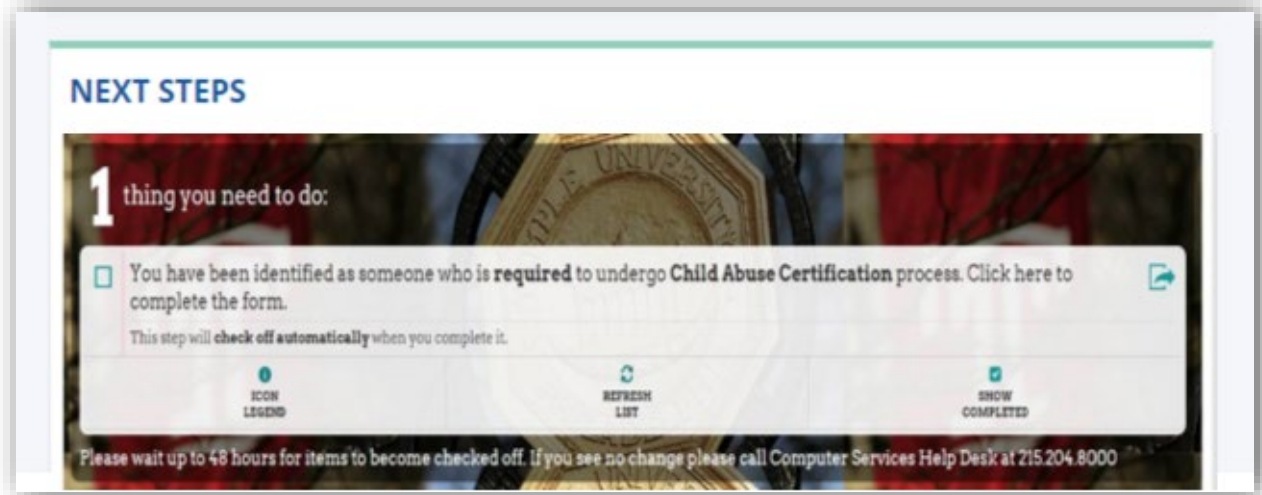 NEXT STEPS
UNIVERSITY
1 thing you need to do:
You have been identified as someone who is required to undergo Child Abuse Certification process. Click here to
complete the form.
This step will check off automatically when you complete it.
ICON
LEGEND
REFRESH
LIST
SHOW
COMPLETED
Please wait up to 48 hours for items to become checked off. If you see no change please call Computer Services Help Desk at 215.204.8000